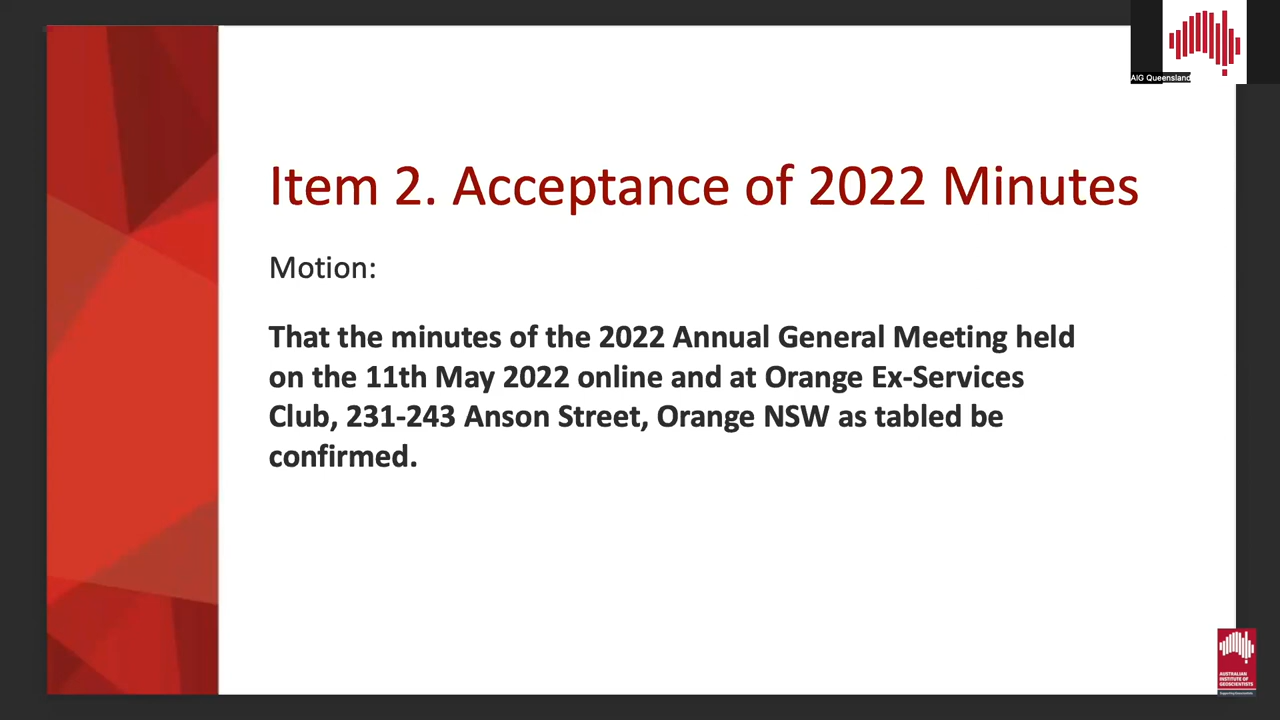 AIG Queensland
Item 2. Acceptance of 2022 Minutes
Motion:
That the minutes of the 2022 Annual General Meeting held
on the 11th May 2022 online and at Orange Ex-Services
Club, 231-243 Anson Street, Orange NSW as tabled be
confirmed.
AUSTRALIAN
INSTITUTE OF
GEOSCIENTISTS